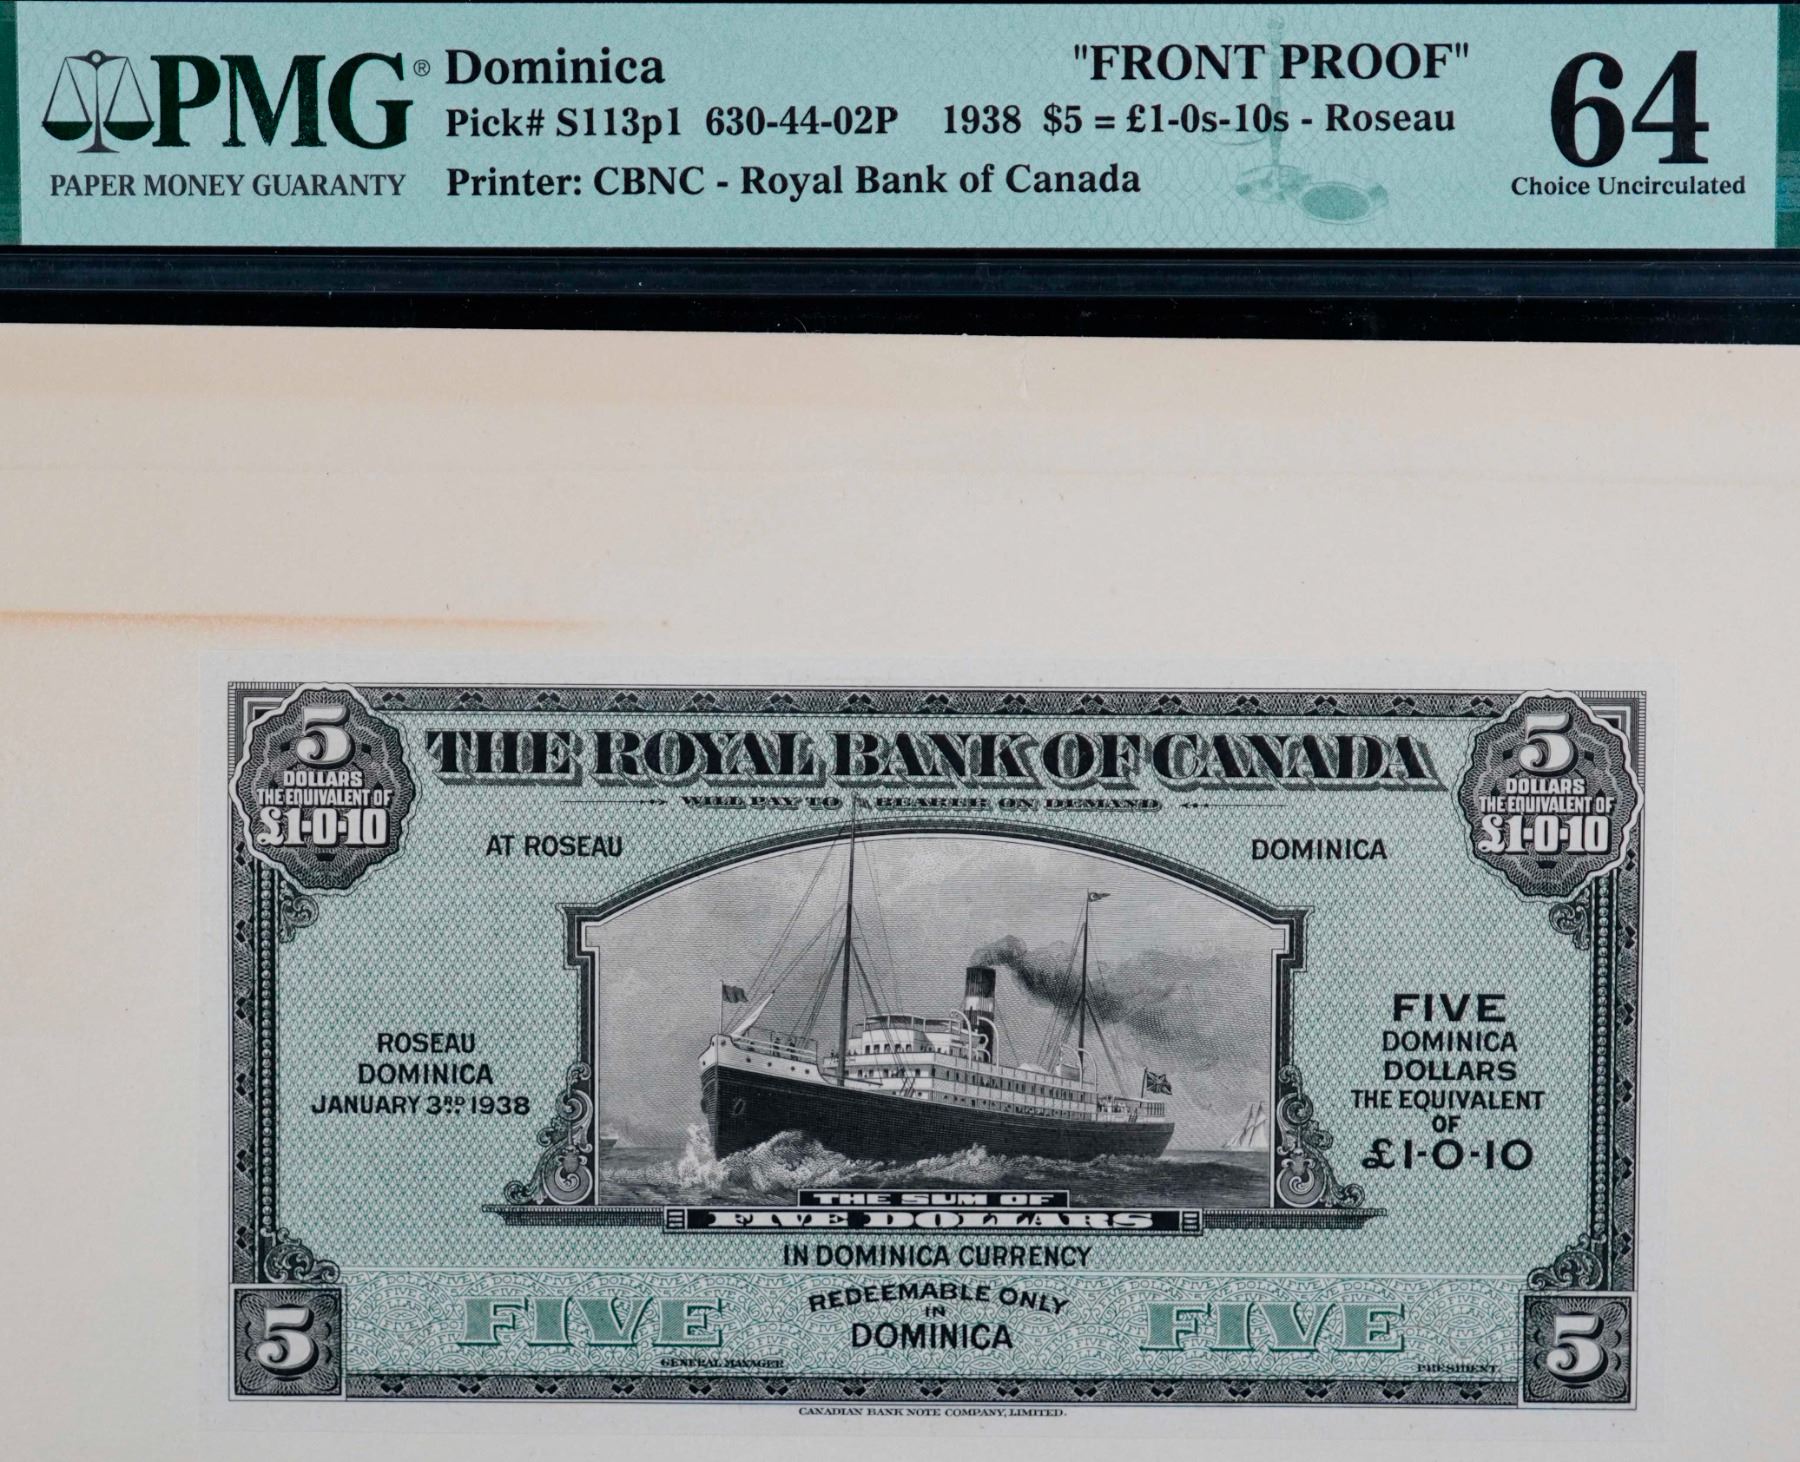 PMG®
PAPER MONEY GUARANTY
Dominica
"FRONT PROOF"
Pick# S113p1 630-44-02P 1938 $5 = £1-0s-10s - Roseau
Printer: CBNC - Royal Bank of Canada
64
Choice Uncirculated
5
DOLLARS
THE EQUIVALENT OF
£1-0-10
THE ROYAL BANK OF CANADA
WILL PAY TO BEARER ON DEMAND
5
DOLLARS
THE EQUIVALENT OF
£1-0-10
AT ROSEAU
DOMINICA
ROSEAU
DOMINICA
JANUARY 3RD 1938
FIVE
DOMINICA
DOLLARS
THE EQUIVALENT
OF
£1-0-10
THE SUM OF
FIVE DOLLARS
IN DOMINICA CURRENCY
5
FIVE
REDEEMABLE ONLY
IN
DOMINICA
FIVE
5
GENERAL MANAGER
PRESIDENT
CANADIAN BANK NOTE COMPANY, LIMITED.